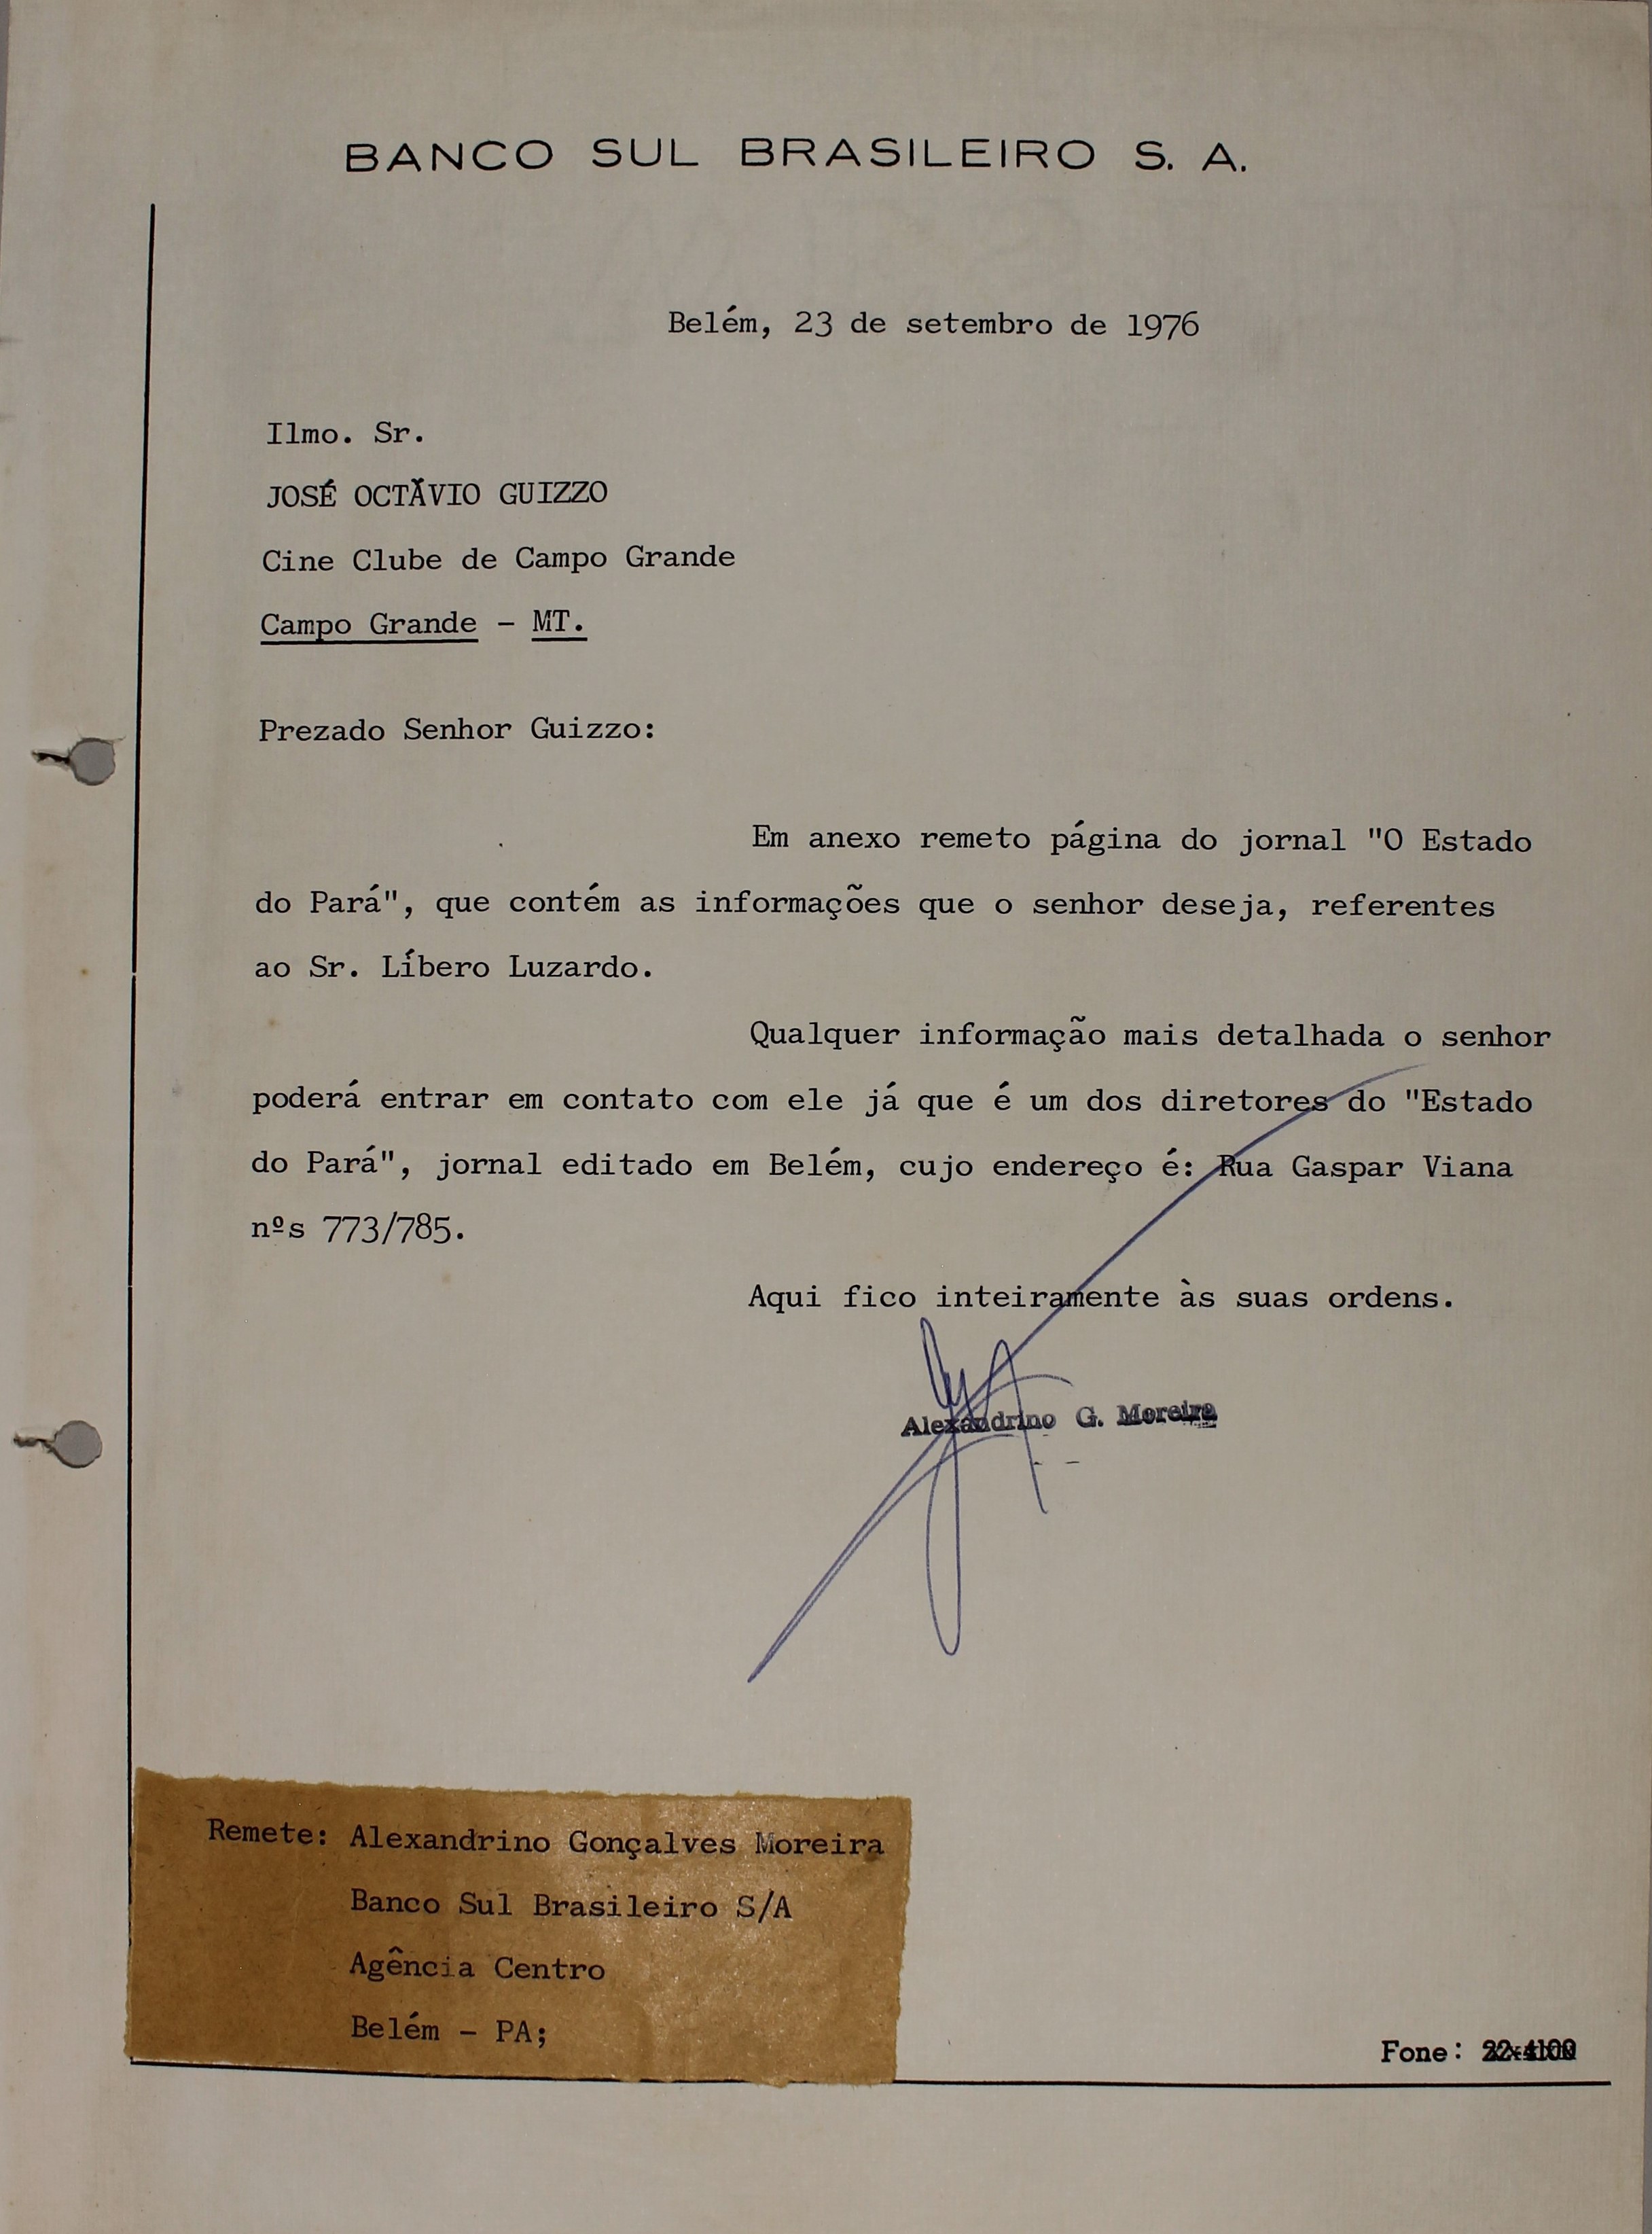 BANCO SUL BRASILEIRO S. A.
Belém, 23 de setembro de 1976
Ilmo. Sr.
JOSÉ OCTÁVIO GUIZZO
Cine Clube de Campo Grande
Campo Grande - MT.
Prezado Senhor Guizzo:
Em anexo remeto página do jornal "O Estado
do Pará", que contém as informações que o senhor deseja, referentes
ao Sr. Líbero Luzardo.
Qualquer informação mais detalhada o senhor
poderá entrar em contato com ele já que é um dos diretores do "Estado
do Pará", jornal editado em Belém, cujo endereço é: Rua Gaspar Viana
nºs 773/785.
Aqui fico inteiramente às suas ordens.
Alexandrino G. Moreira
Remete: Alexandrino Gonçalves Moreira
Banco Sul Brasileiro S/A
Agência Centro
Belém - PA;
Fone: